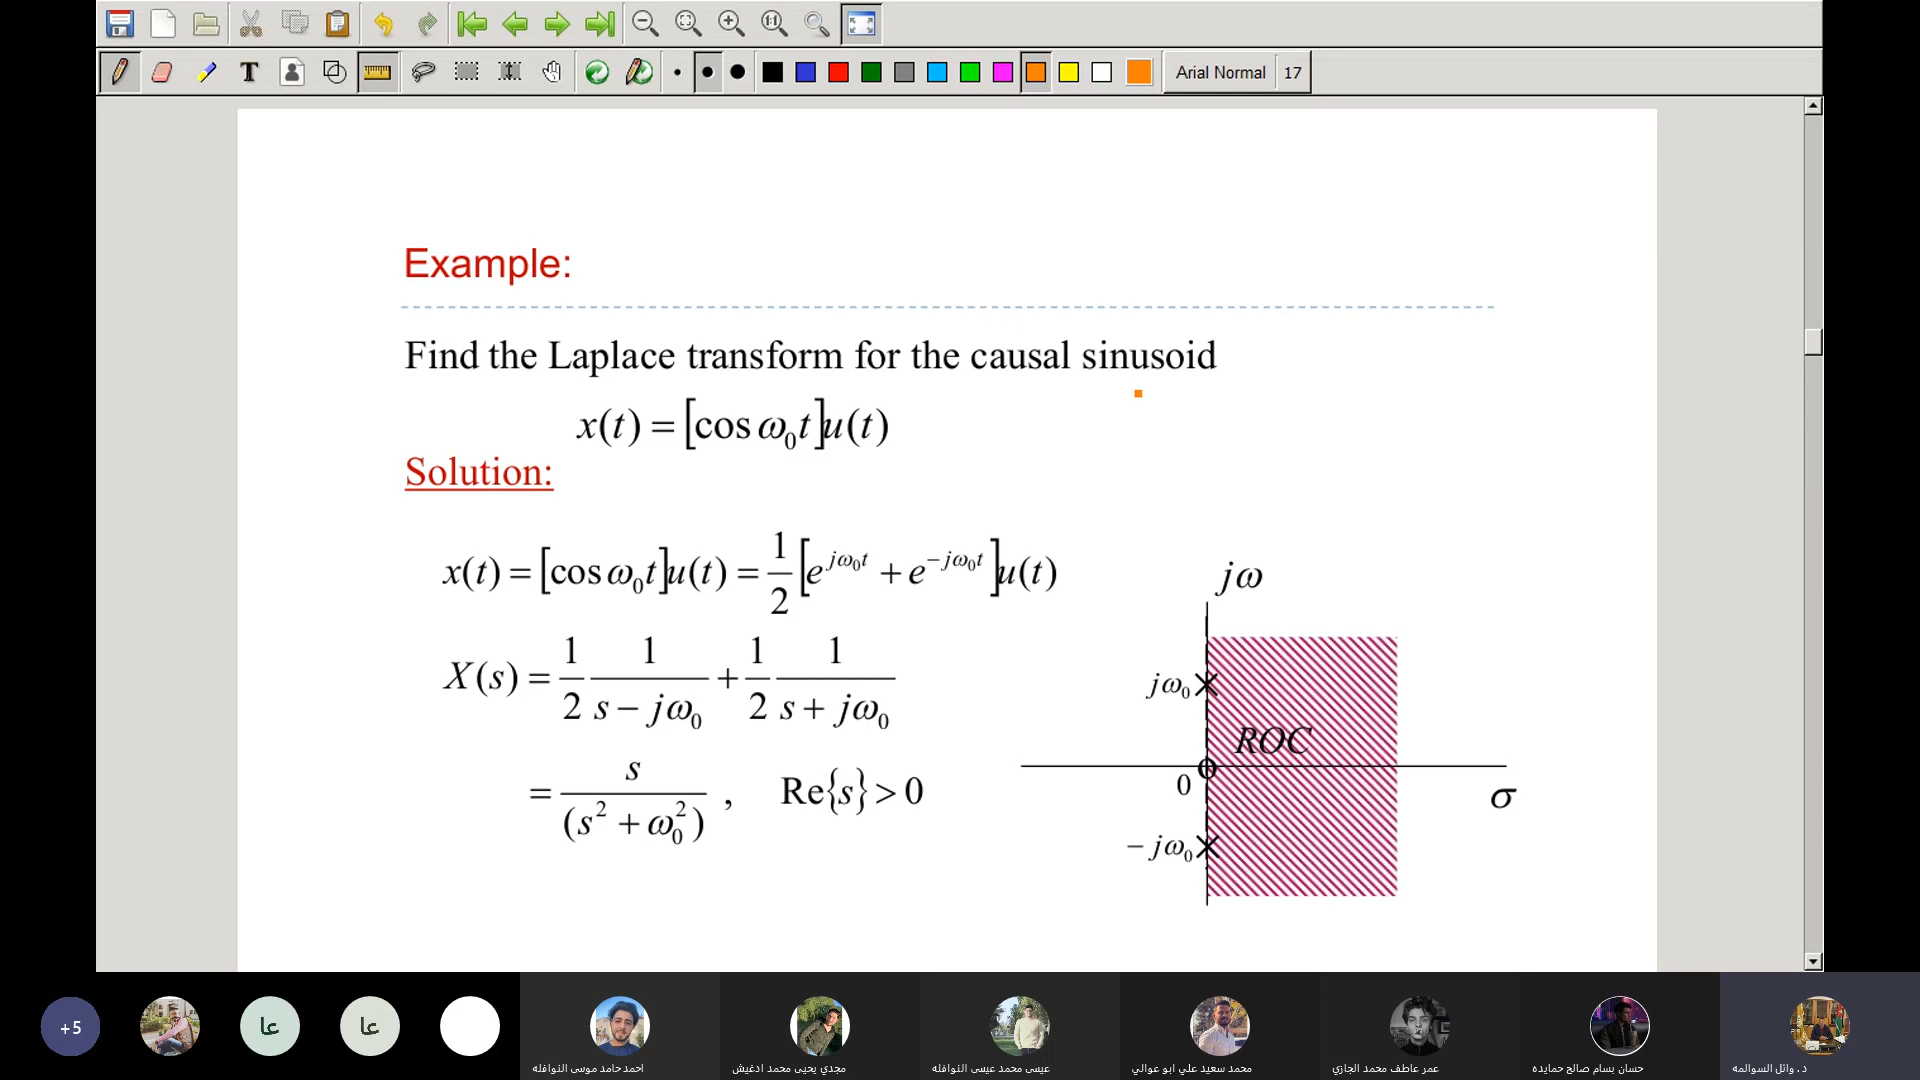 Arial Normal 17
Example:
Find the Laplace transform for the causal sinusoid
x(t) = [cos ω₀t]u(t)
Solution:
x(t) = [cos ω₀t]u(t) = 1/2 [e^{jω₀t} + e^{−jω₀t}]u(t)
X(s) = 1/2 1/(s − jω₀) + 1/2 1/(s + jω₀)
= s/(s² + ω₀²) , Re{s} > 0
jω
jω₀
ROC
0
σ
− jω₀
+5
عا
عا
احمد حامد موسى النوافله
مجدي يحيى محمد ادغيش
عيسى محمد عيسى النوافله
محمد سعيد علي ابو عوالي
عمر عاطف محمد الجازي
حسان بسام صالح حمايده
د. وائل السوالمه